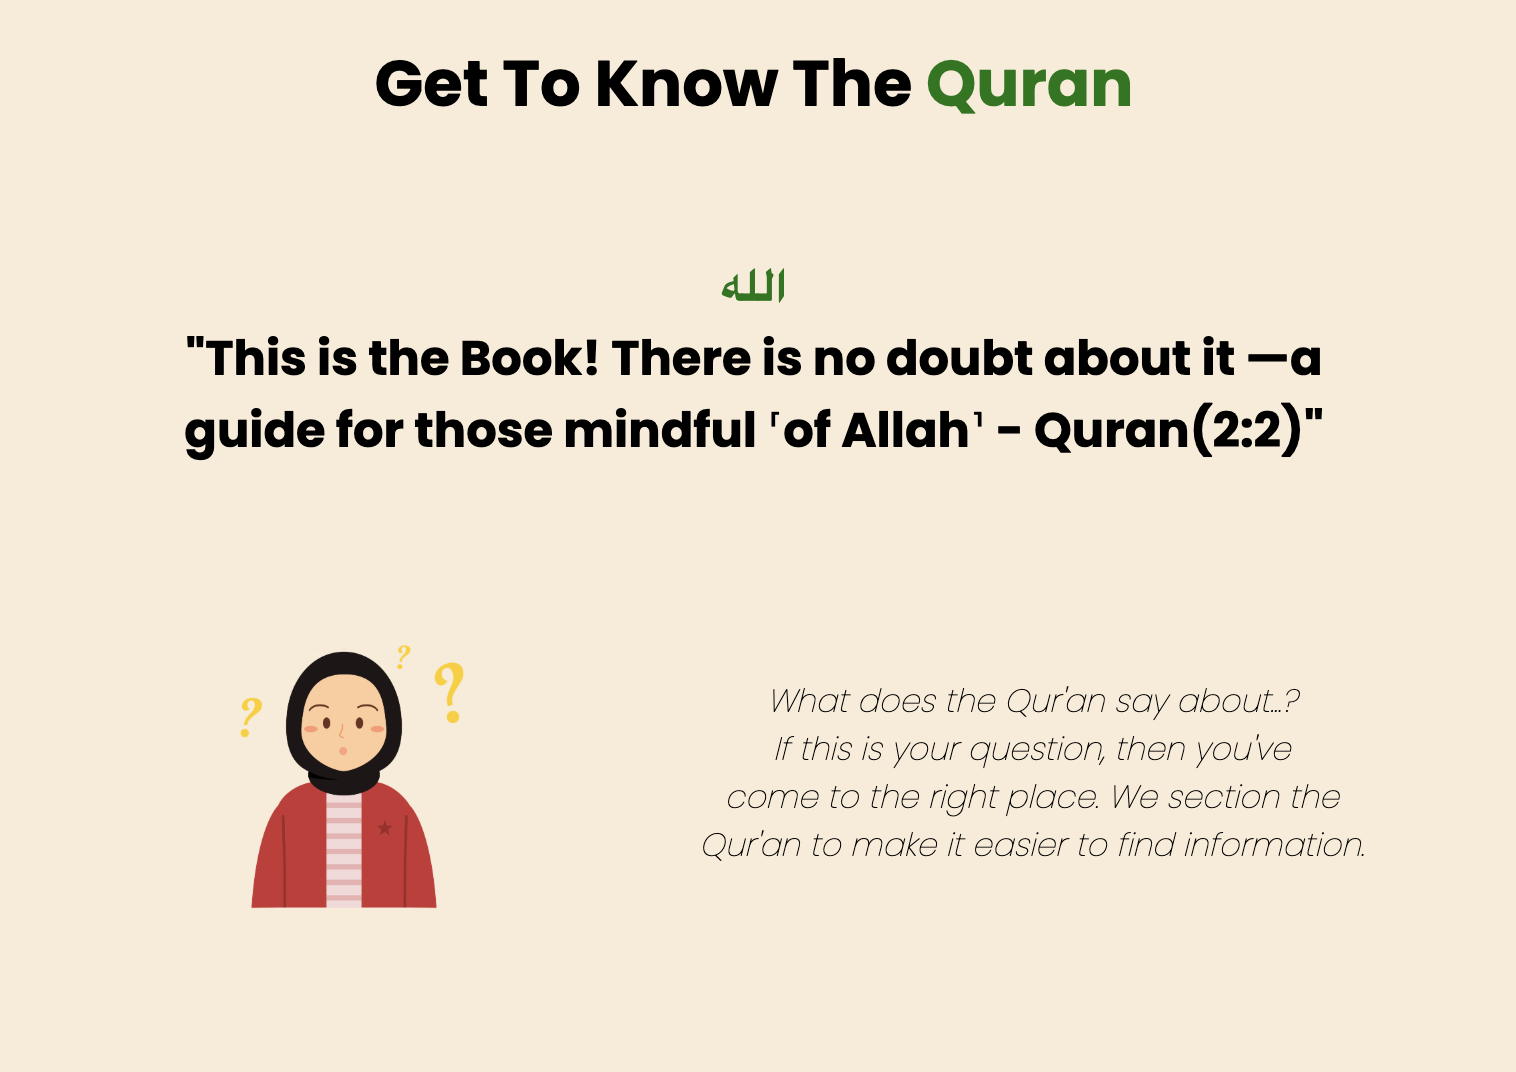 Get To Know The Quran
الله
"This is the Book! There is no doubt about it —a
guide for those mindful ˹of Allah˺ - Quran(2:2)"
? ? ?
What does the Qur'an say about...?
If this is your question, then you've
come to the right place. We section the
Qur'an to make it easier to find information.